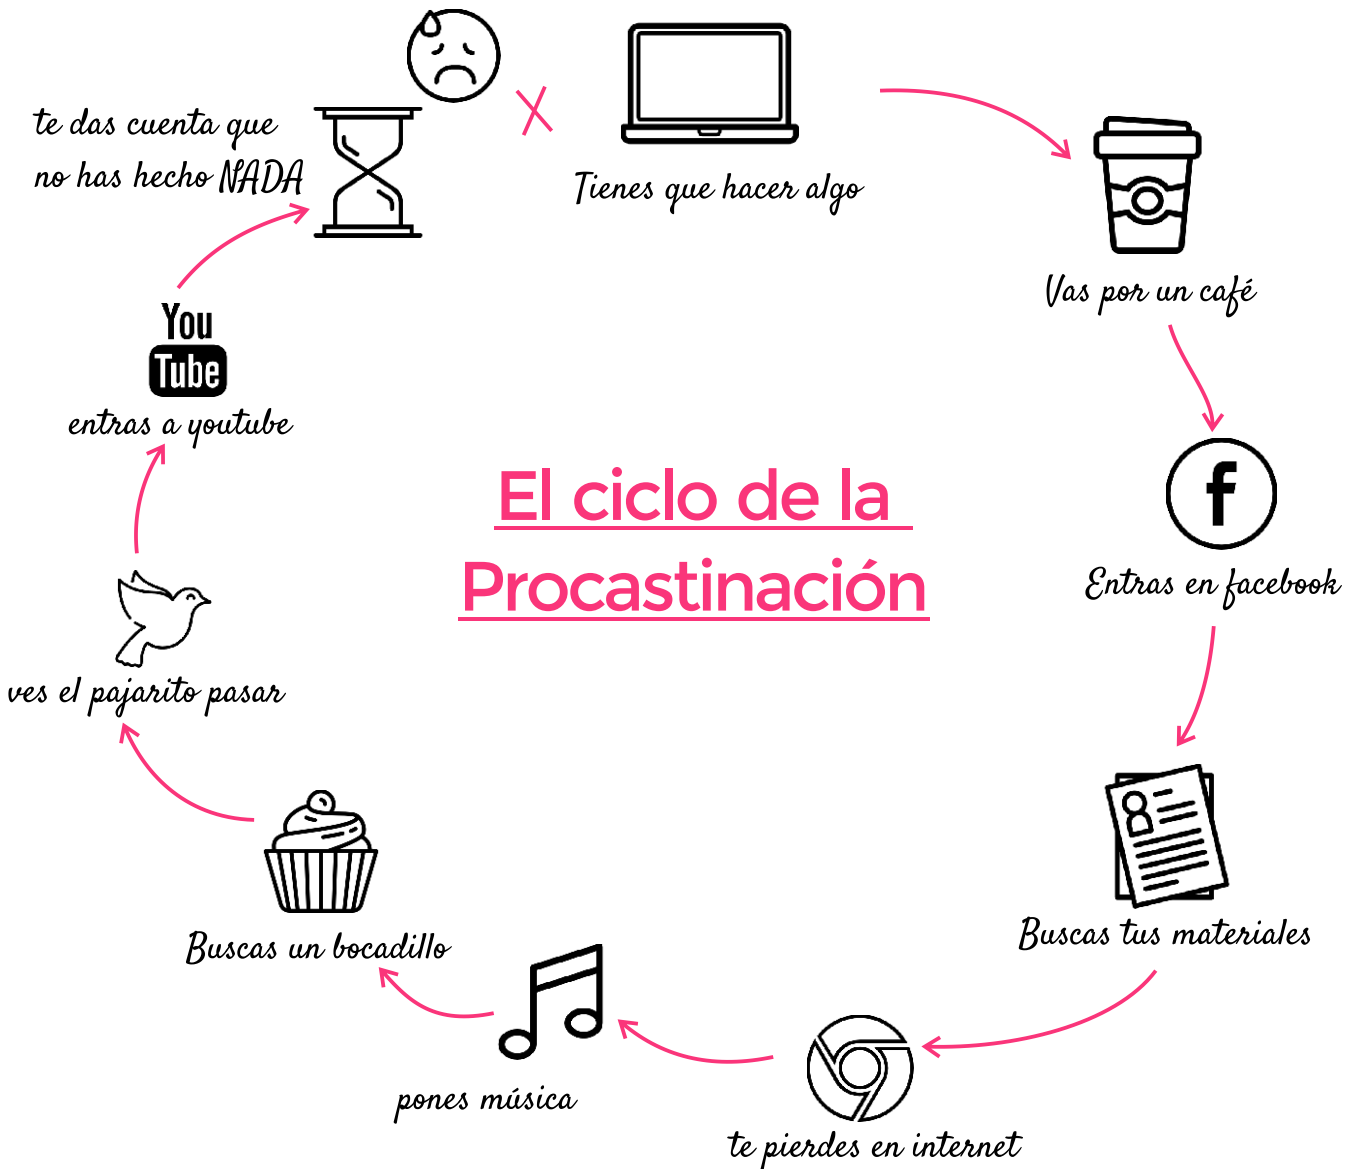 Tienes que hacer algo
Vas por un café
f
Entras en facebook
Buscas tus materiales
te pierdes en internet
pones música
Buscas un bocadillo
ves el pajarito pasar
You
Tube
entras a youtube
te das cuenta que
no has hecho NADA
El ciclo de la
Procastinación